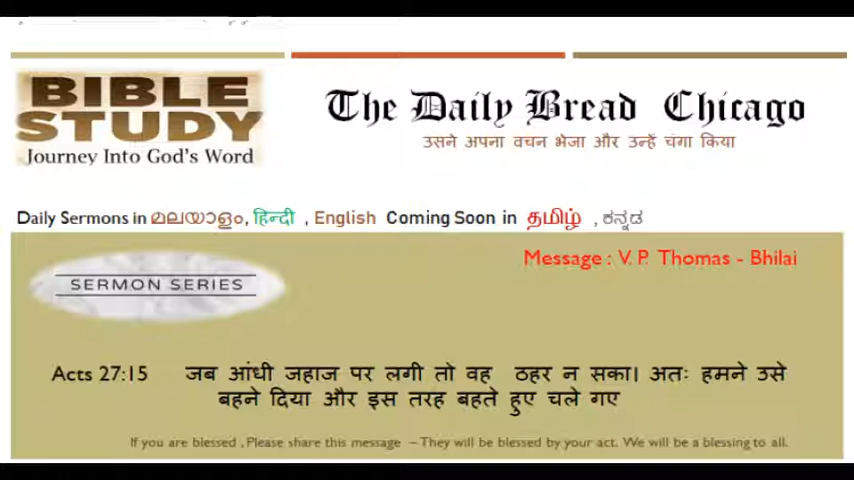 BIBLE
STUDY
Journey Into God's Word
The Daily Bread Chicago
उसने अपना वचन भेजा और उन्हें चंगा किया
Daily Sermons in മലയാളം, हिन्दी , English Coming Soon in தமிழ் , ಕನ್ನಡ
Message : V. P. Thomas - Bhilai
SERMON SERIES
Acts 27:15 जब आंधी जहाज पर लगी तो वह ठहर न सका। अतः हमने उसे
बहने दिया और इस तरह बहते हुए चले गए
If you are blessed , Please share this message – They will be blessed by your act. We will be a blessing to all.